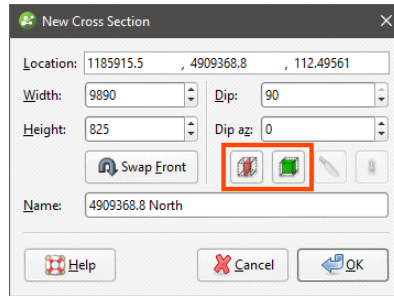 New Cross Section
Location: 1185915.5 , 4909368.8 , 112.49561
Width: 9890 Dip: 90
Height: 825 Dip az: 0
Swap Front
Name: 4909368.8 North
Help Cancel OK